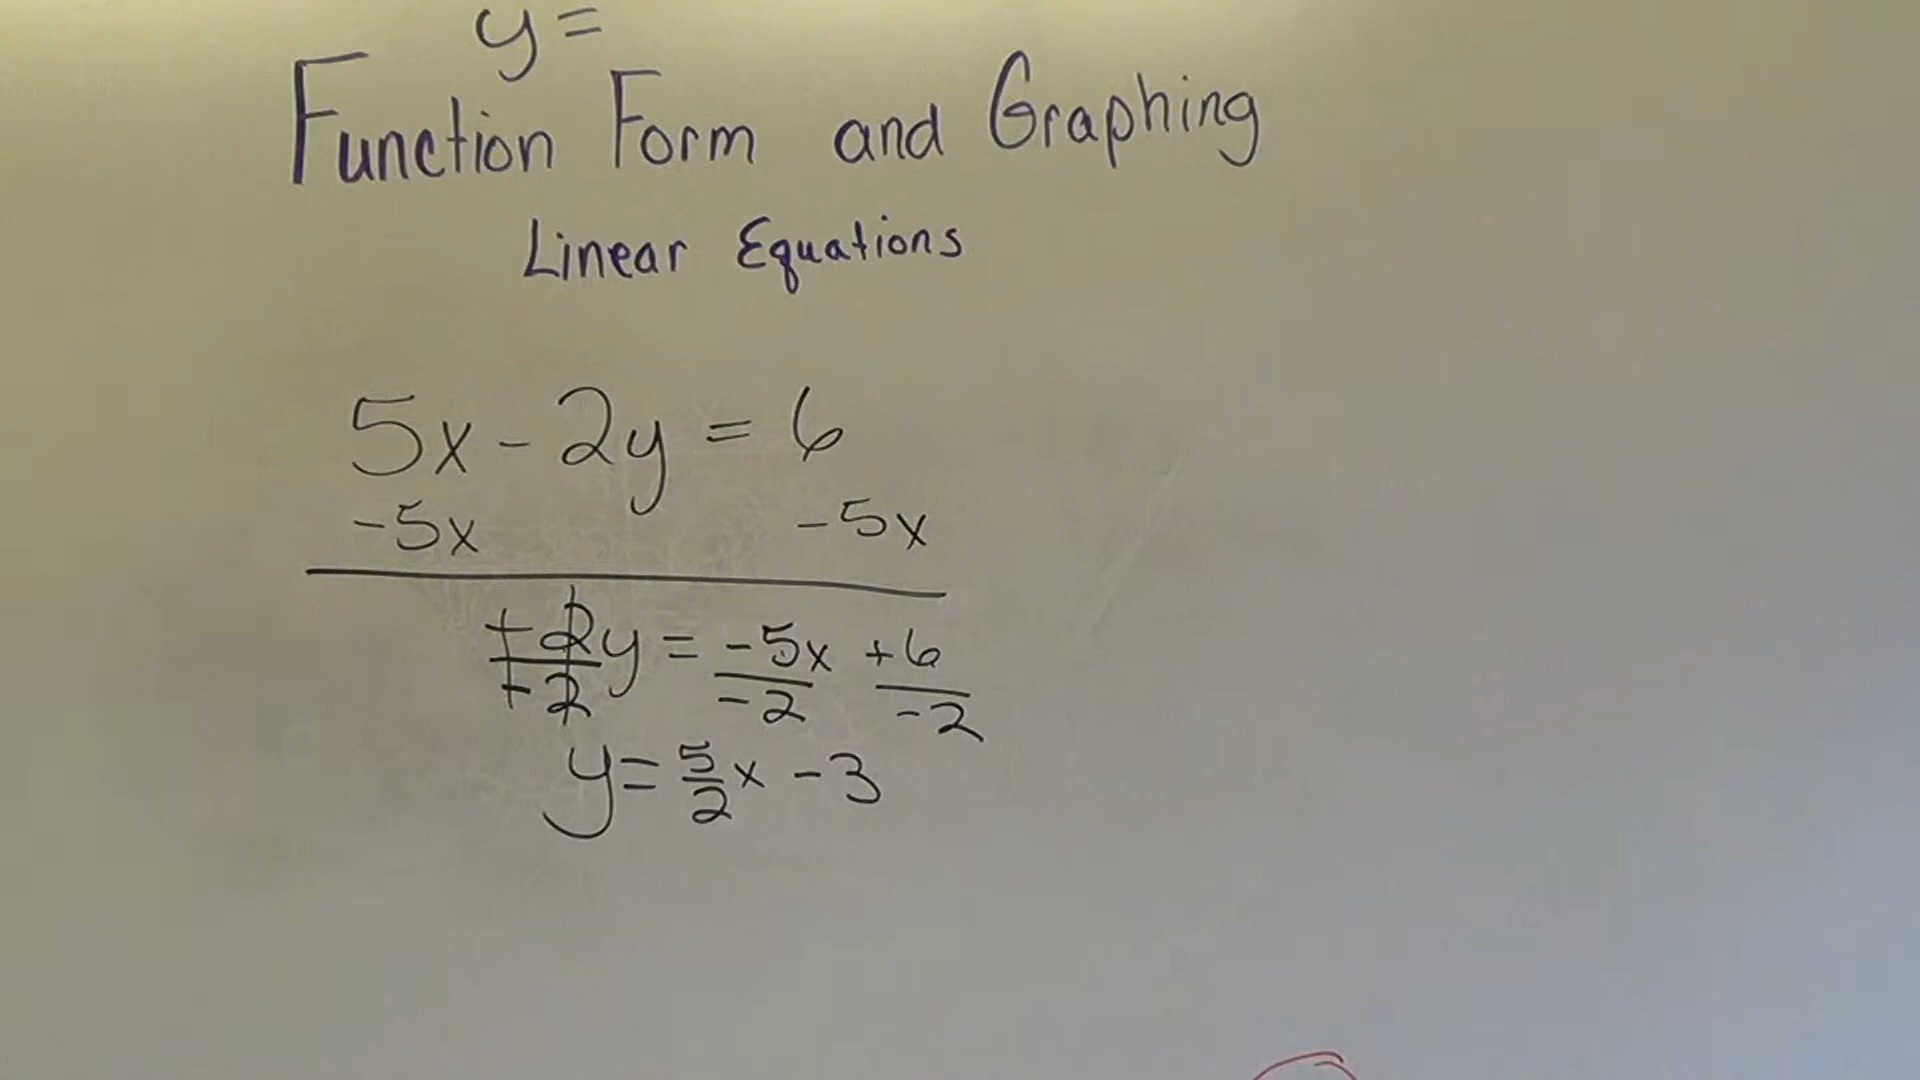 y=
Function Form and Graphing
Linear Equations
5x - 2y = 6
-5x -5x
-2y = -5x +6
-2 -2 -2
y = 5/2 x - 3